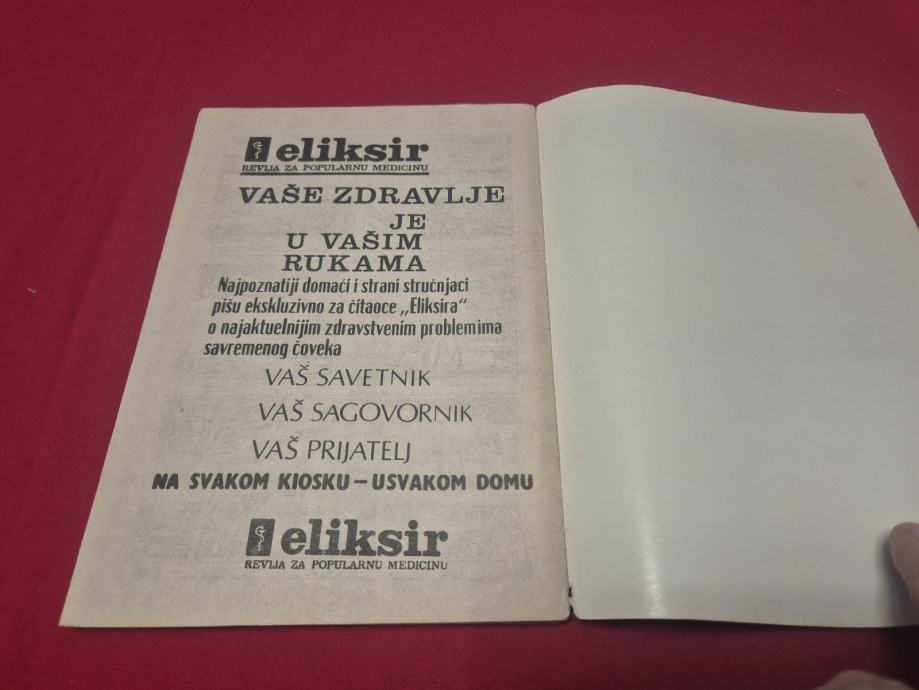 eliksir
REVIJA ZA POPULARNU MEDICINU
VAŠE ZDRAVLJE
JE
U VAŠIM
RUKAMA
Najpoznatiji domaći i strani stručnjaci
pišu ekskluzivno za čitaoce „Eliksira“
o najaktuelnijim zdravstvenim problemima
savremenog čoveka
VAŠ SAVETNIK
VAŠ SAGOVORNIK
VAŠ PRIJATELJ
NA SVAKOM KIOSKU – USVAKOM DOMU
eliksir
REVIJA ZA POPULARNU MEDICINU